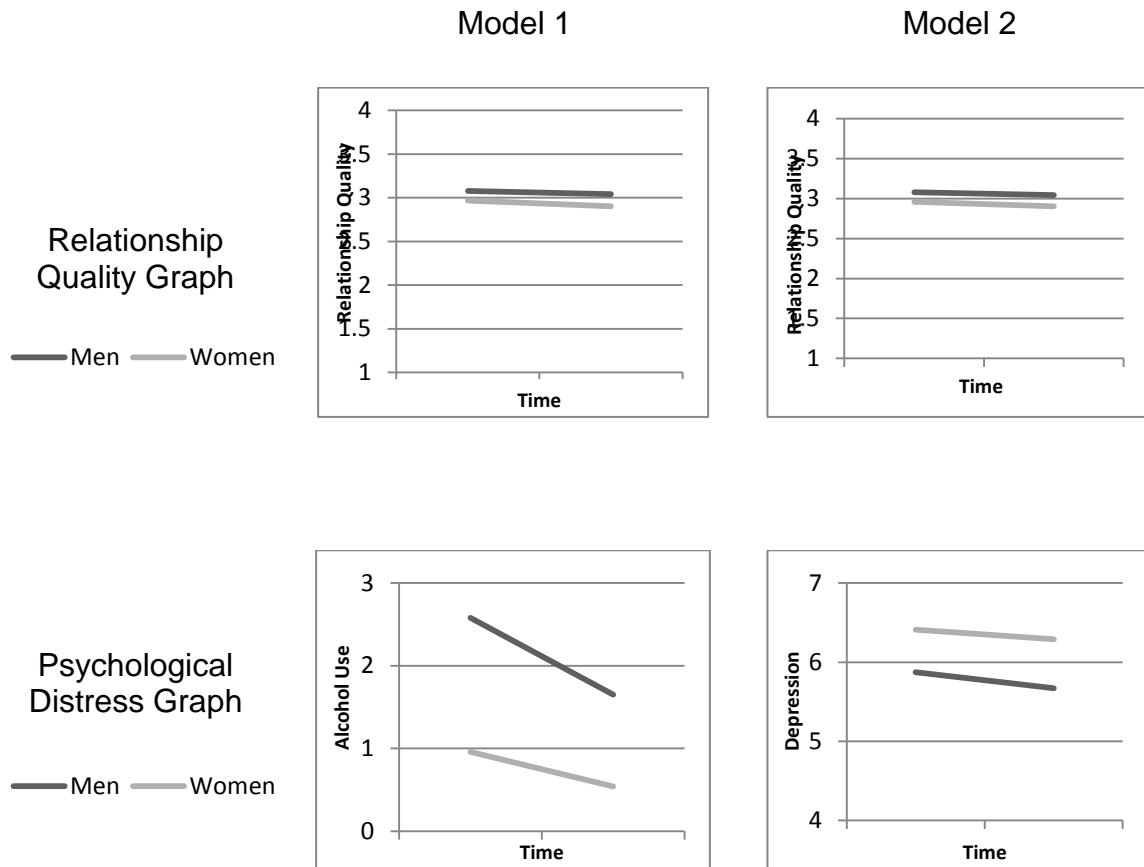 Model 1
Model 2
Relationship
Quality Graph
Men Women
4
3.5
3
2.5
2
1.5
1
Relationship Quality
Time
4
3.5
3
2.5
2
1.5
1
Relationship Quality
Time
Psychological
Distress Graph
Men Women
3
2
1
0
Alcohol Use
Time
7
6
5
4
Depression
Time